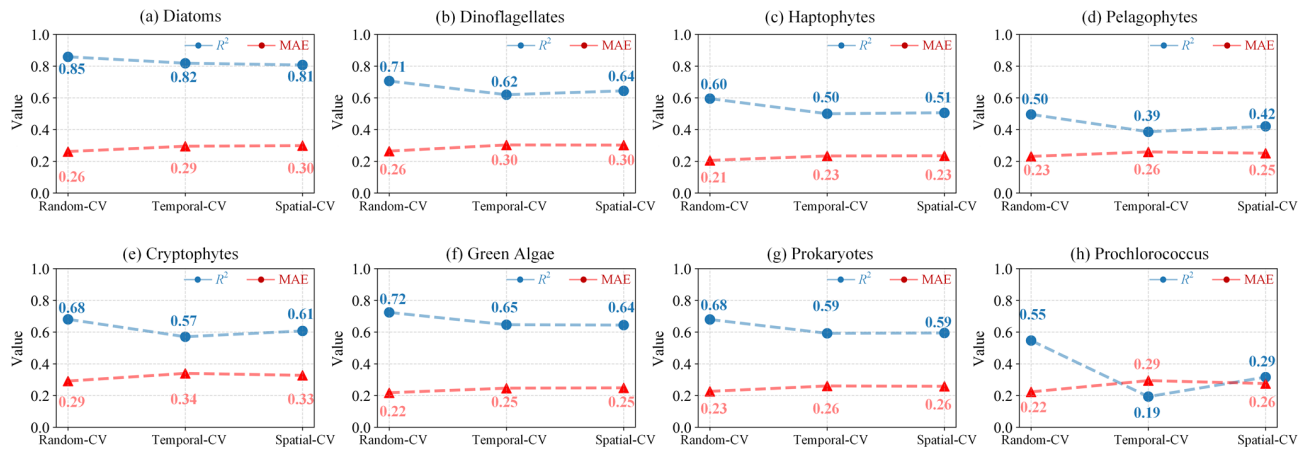 (a) Diatoms
R² MAE
Value
1.0
0.8
0.6
0.4
0.2
0.0
0.85 0.82 0.81
0.26 0.29 0.30
Random-CV Temporal-CV Spatial-CV
(b) Dinoflagellates
R² MAE
Value
1.0
0.8
0.6
0.4
0.2
0.0
0.71 0.62 0.64
0.26 0.30 0.30
Random-CV Temporal-CV Spatial-CV
(c) Haptophytes
R² MAE
Value
1.0
0.8
0.6
0.4
0.2
0.0
0.60 0.50 0.51
0.21 0.23 0.23
Random-CV Temporal-CV Spatial-CV
(d) Pelagophytes
R² MAE
Value
1.0
0.8
0.6
0.4
0.2
0.0
0.50 0.39 0.42
0.23 0.26 0.25
Random-CV Temporal-CV Spatial-CV
(e) Cryptophytes
R² MAE
Value
1.0
0.8
0.6
0.4
0.2
0.0
0.68 0.57 0.61
0.29 0.34 0.33
Random-CV Temporal-CV Spatial-CV
(f) Green Algae
R² MAE
Value
1.0
0.8
0.6
0.4
0.2
0.0
0.72 0.65 0.64
0.22 0.25 0.25
Random-CV Temporal-CV Spatial-CV
(g) Prokaryotes
R² MAE
Value
1.0
0.8
0.6
0.4
0.2
0.0
0.68 0.59 0.59
0.23 0.26 0.26
Random-CV Temporal-CV Spatial-CV
(h) Prochlorococcus
R² MAE
Value
1.0
0.8
0.6
0.4
0.2
0.0
0.55 0.19 0.29
0.22 0.29 0.26
Random-CV Temporal-CV Spatial-CV